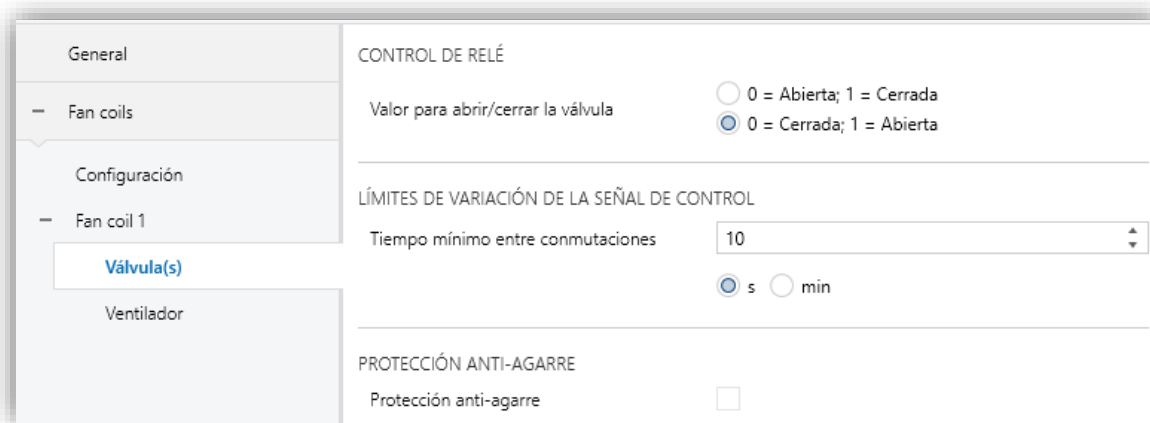 General
Fan coils
Configuración
Fan coil 1
Válvula(s)
Ventilador
CONTROL DE RELÉ
Valor para abrir/cerrar la válvula
0 = Abierta; 1 = Cerrada
0 = Cerrada; 1 = Abierta
LÍMITES DE VARIACIÓN DE LA SEÑAL DE CONTROL
Tiempo mínimo entre conmutaciones
10
s min
PROTECCIÓN ANTI-AGARRE
Protección anti-agarre